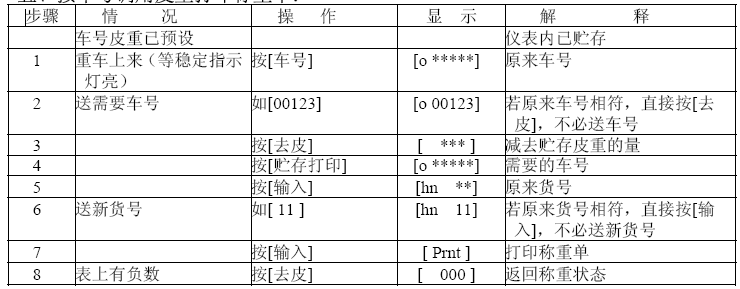 步骤 情 况 操 作 显 示 解 释
车号皮重已预设 仪表内已贮存
1 重车上来（等稳定指示灯亮） 按[车号] [o *****] 原来车号
2 送需要车号 如[00123] [o 00123] 若原来车号相符，直接按[去皮]，不必送车号
3 按[去皮] [ *** ] 减去贮存皮重的量
4 按[贮存打印] [o *****] 需要的车号
5 按[输入] [hn **] 原来货号
6 送新货号 如[ 11 ] [hn 11] 若原来货号相符，直接按[输入]，不必送新货号
7 按[输入] [ Prnt ] 打印称重单
8 表上有负数 按[去皮] [ 000 ] 返回称重状态